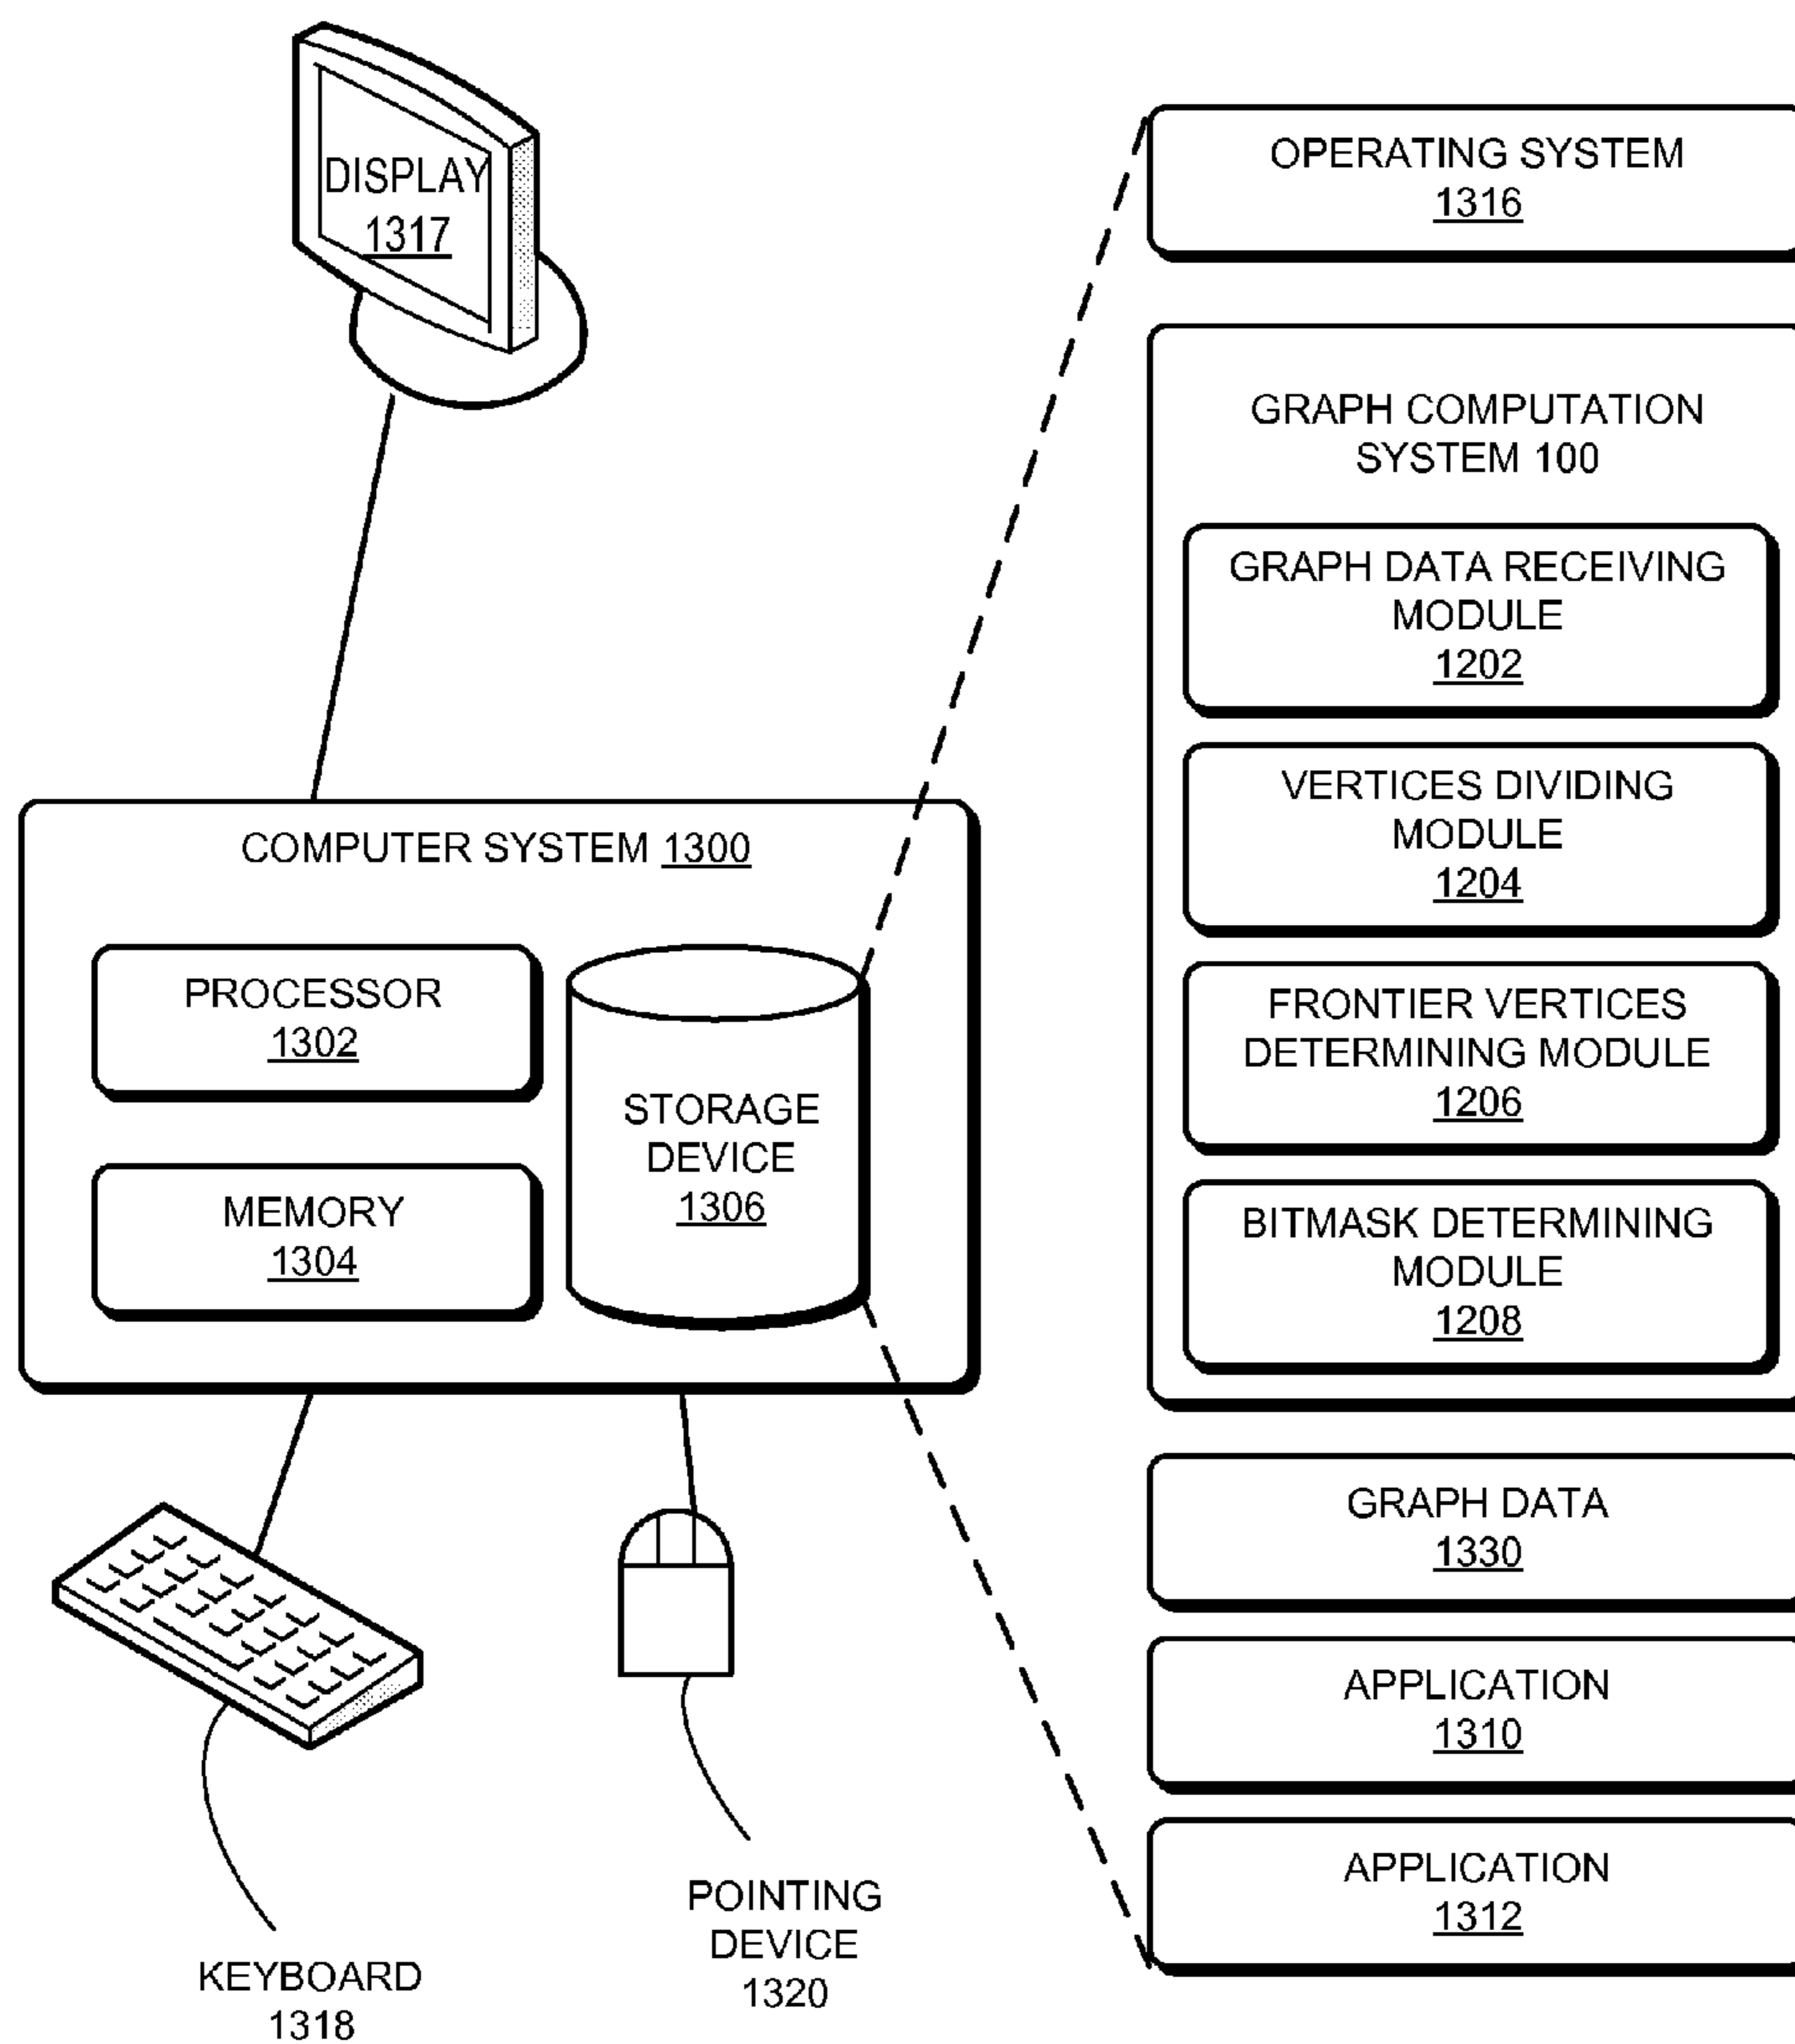 DISPLAY
1317
COMPUTER SYSTEM 1300
PROCESSOR
1302
MEMORY
1304
STORAGE
DEVICE
1306
KEYBOARD
1318
POINTING
DEVICE
1320
OPERATING SYSTEM
1316
GRAPH COMPUTATION
SYSTEM 100
GRAPH DATA RECEIVING
MODULE
1202
VERTICES DIVIDING
MODULE
1204
FRONTIER VERTICES
DETERMINING MODULE
1206
BITMASK DETERMINING
MODULE
1208
GRAPH DATA
1330
APPLICATION
1310
APPLICATION
1312